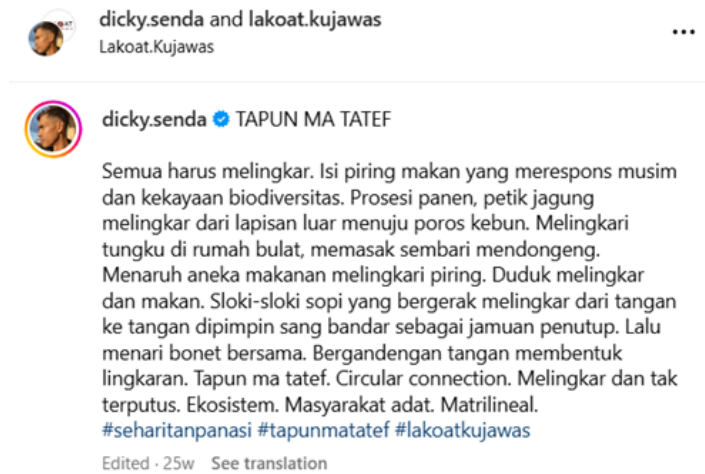 dicky.senda and lakoat.kujawas
Lakoat.Kujawas
dicky.senda TAPUN MA TATEF
Semua harus melingkar. Isi piring makan yang merespons musim
dan kekayaan biodiversitas. Prosesi panen, petik jagung
melingkar dari lapisan luar menuju poros kebun. Melingkari
tungku di rumah bulat, memasak sembari mendongeng.
Menaruh aneka makanan melingkari piring. Duduk melingkar
dan makan. Sloki-sloki sopi yang bergerak melingkar dari tangan
ke tangan dipimpin sang bandar sebagai jamuan penutup. Lalu
menari bonet bersama. Bergandengan tangan membentuk
lingkaran. Tapun ma tatef. Circular connection. Melingkar dan tak
terputus. Ekosistem. Masyarakat adat. Matrilineal.
#seharitanpanasi #tapunmatatef #lakoatkujawas
Edited · 25w See translation